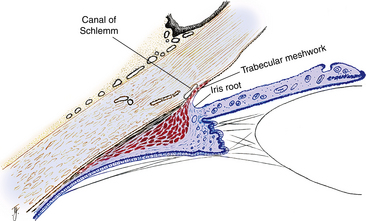 Canal of
Schlemm
Trabecular meshwork
Iris root